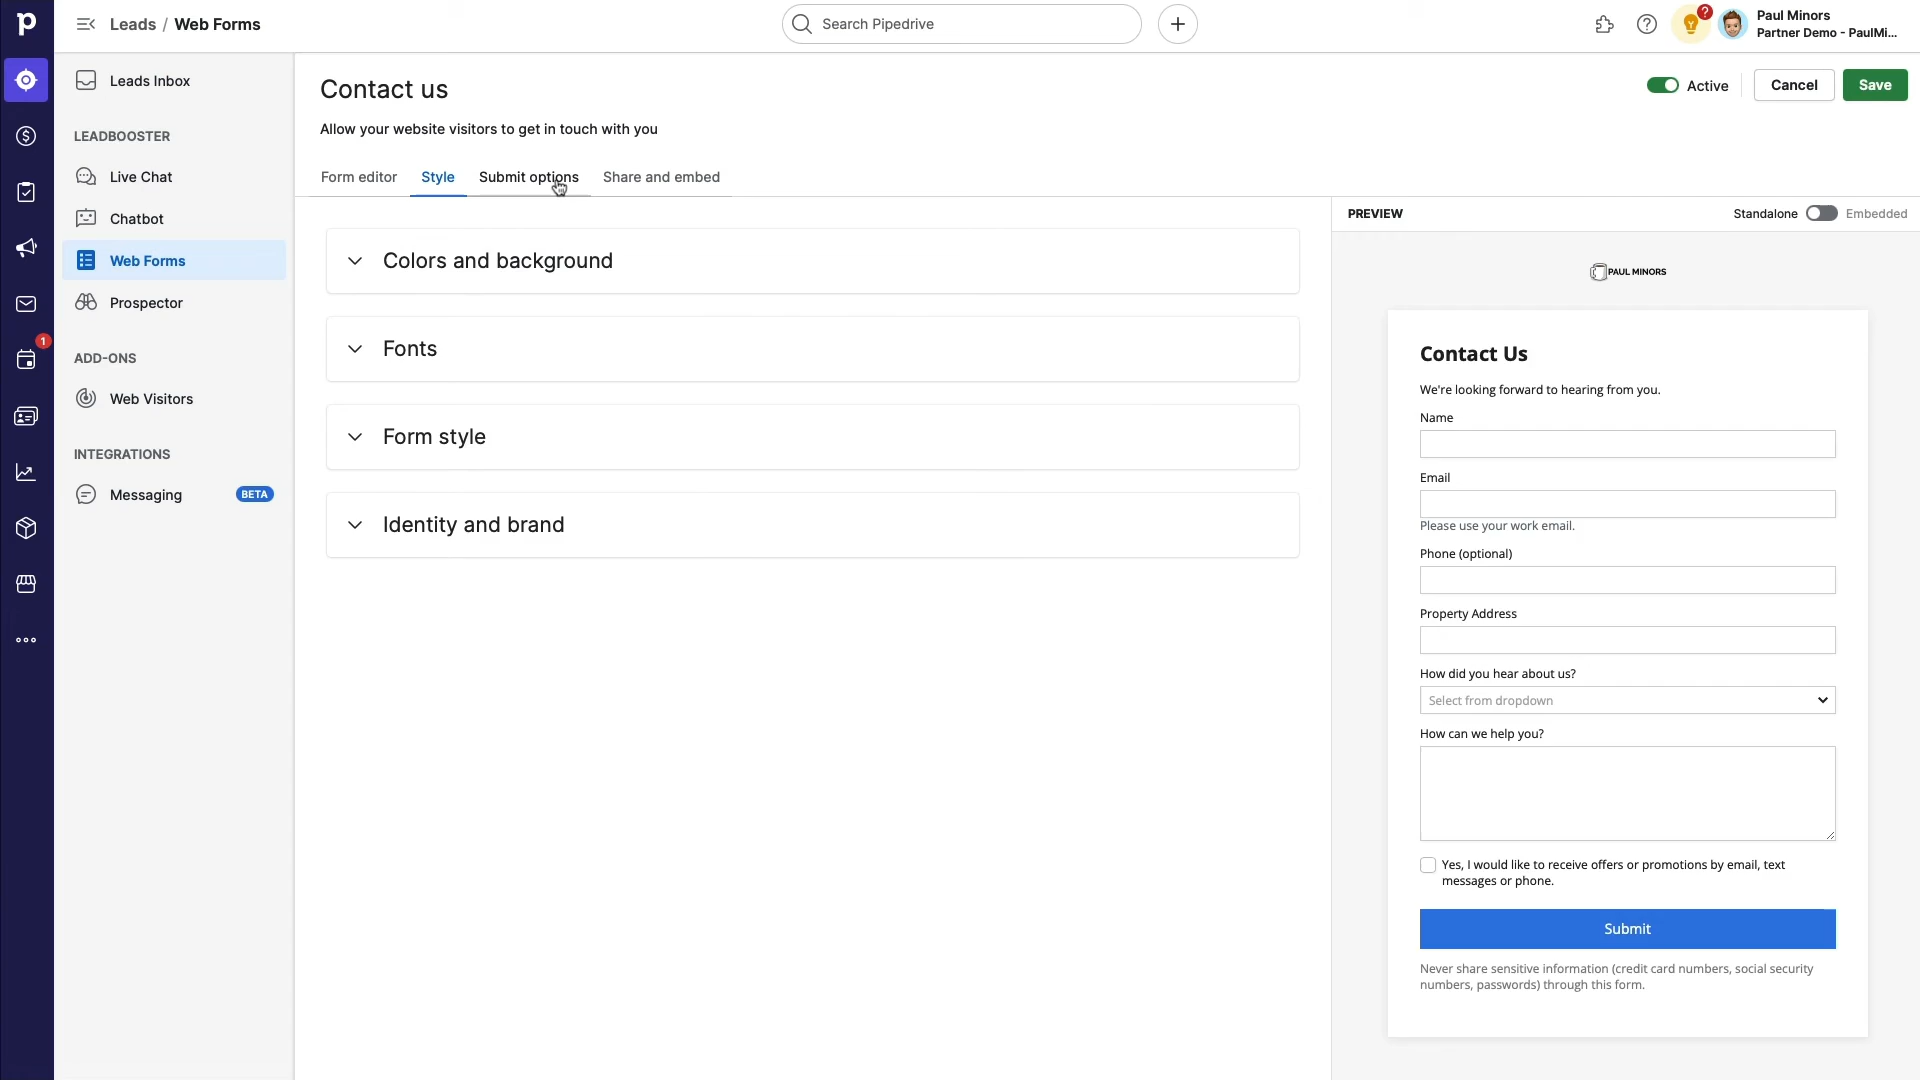 Leads / Web Forms
Search Pipedrive
?
Paul Minors
Partner Demo - PaulMi...
Leads Inbox
LEADBOOSTER
Live Chat
Chatbot
Web Forms
Prospector
1
ADD-ONS
Web Visitors
INTEGRATIONS
Messaging
BETA
Contact us
Allow your website visitors to get in touch with you
Active
Cancel
Save
Form editor
Style
Submit options
Share and embed
Colors and background
Fonts
Form style
Identity and brand
PREVIEW
Standalone
Embedded
PAUL MINORS
Contact Us
We're looking forward to hearing from you.
Name
Email
Please use your work email.
Phone (optional)
Property Address
How did you hear about us?
Select from dropdown
How can we help you?
Yes, I would like to receive offers or promotions by email, text
messages or phone.
Submit
Never share sensitive information (credit card numbers, social security
numbers, passwords) through this form.